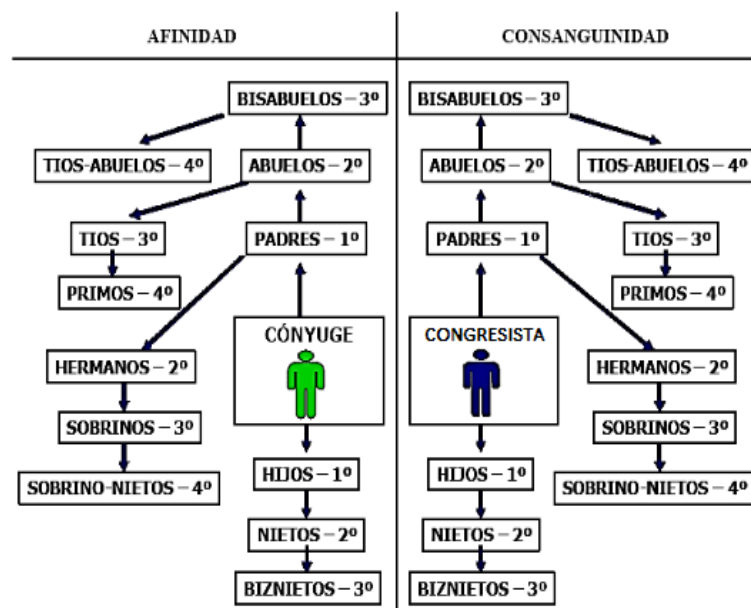 AFINIDAD
CONSANGUINIDAD
BISABUELOS – 3º
BISABUELOS – 3º
TIOS-ABUELOS – 4º
ABUELOS – 2º
ABUELOS – 2º
TIOS-ABUELOS – 4º
TIOS – 3º
PADRES – 1º
PADRES – 1º
TIOS – 3º
PRIMOS – 4º
PRIMOS – 4º
CÓNYUGE
CONGRESISTA
HERMANOS – 2º
HERMANOS – 2º
SOBRINOS – 3º
SOBRINOS – 3º
HIJOS – 1º
HIJOS – 1º
SOBRINO-NIETOS – 4º
SOBRINO-NIETOS – 4º
NIETOS – 2º
NIETOS – 2º
BIZNIETOS – 3º
BIZNIETOS – 3º